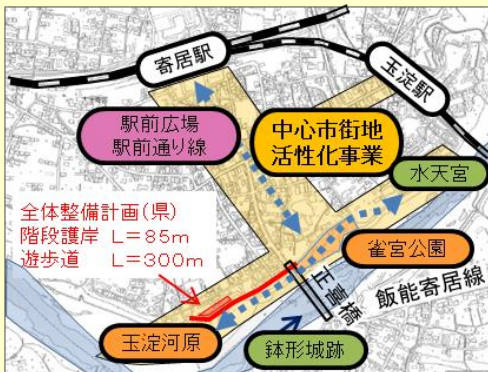 寄居駅
玉淀駅
駅前広場
駅前通り線
中心市街地
活性化事業
水天宮
全体整備計画(県)
階段護岸 L=85m
遊歩道 L=300m
雀宮公園
正喜橋
飯能寄居線
玉淀河原
鉢形城跡